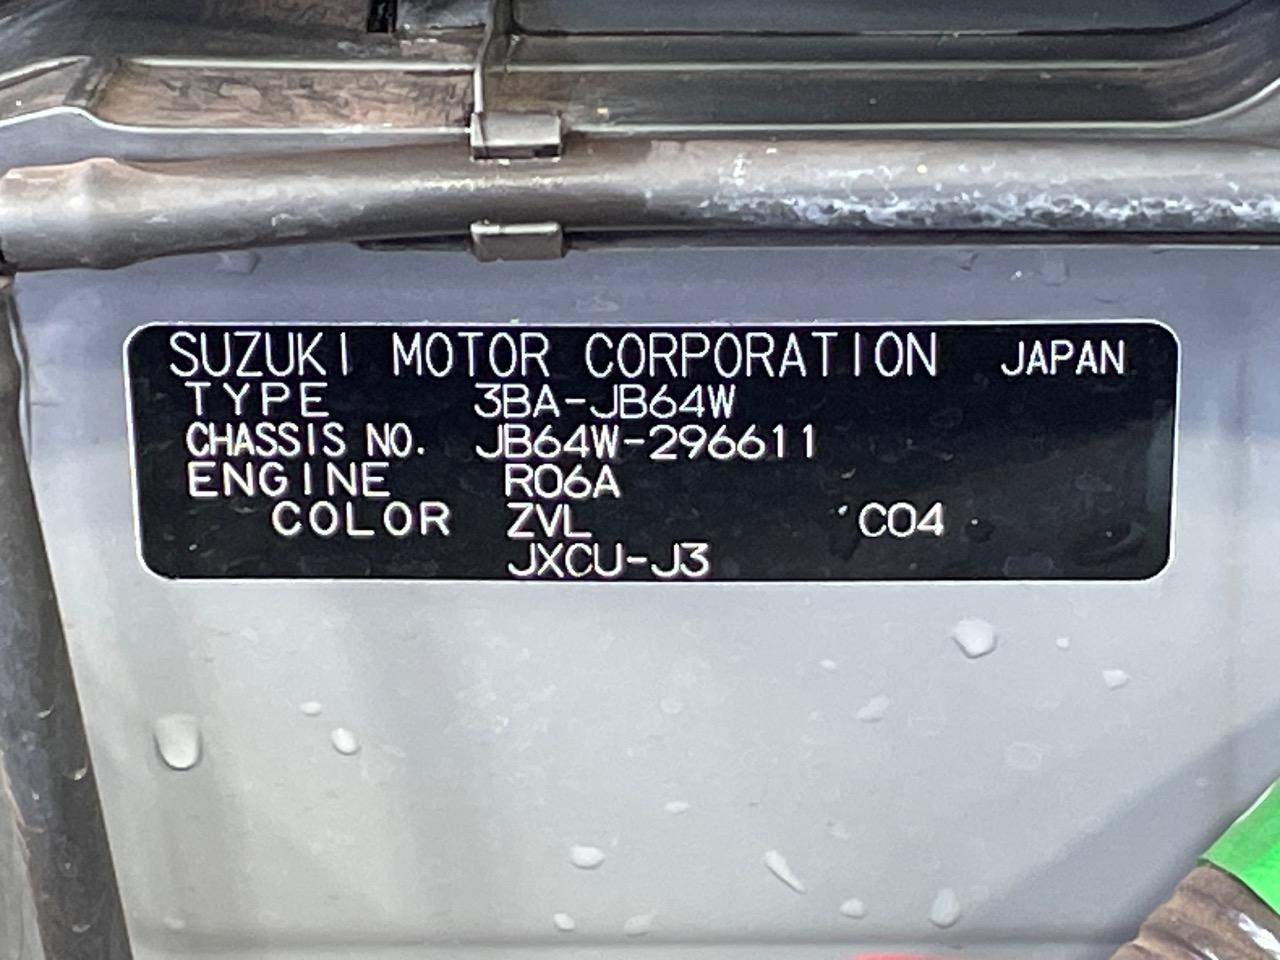 SUZUKI MOTOR CORPORATION JAPAN
TYPE 3BA-JB64W
CHASSIS NO. JB64W-296611
ENGINE R06A
COLOR ZVL C04
JXCU-J3